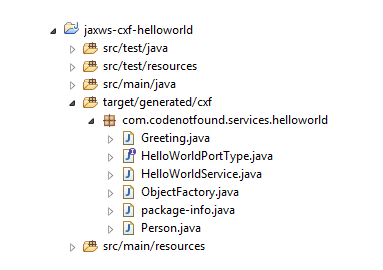 jaxws-cxf-helloworld
src/test/java
src/test/resources
src/main/java
target/generated/cxf
com.codenotfound.services.helloworld
Greeting.java
HelloWorldPortType.java
HelloWorldService.java
ObjectFactory.java
package-info.java
Person.java
src/main/resources